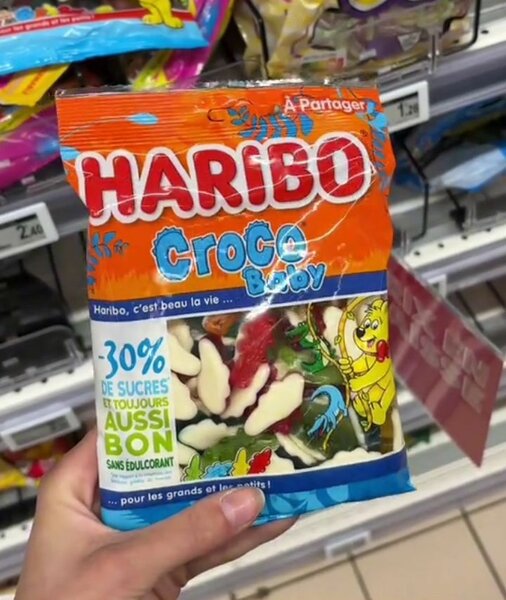 À Partager
1.20
HARIBO
2.40
CroCo
Baby
Haribo, c'est beau la vie ...
-30%
DE SUCRES
ET TOUJOURS
AUSSI
BON
SANS ÉDULCORANT
... pour les grands et les petits !